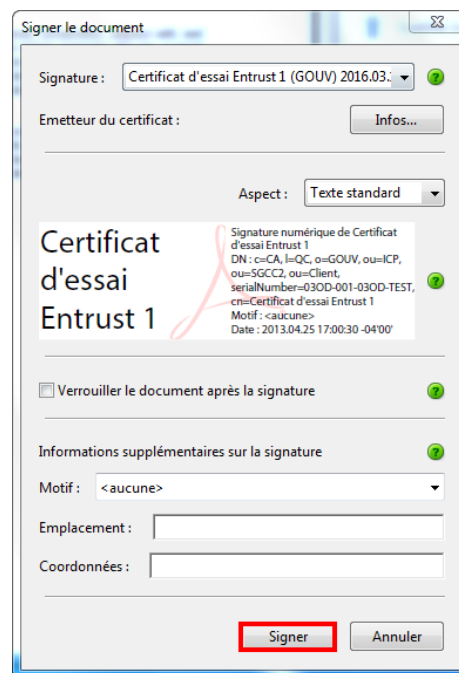 Signer le document
Signature : Certificat d'essai Entrust 1 (GOUV) 2016.03.
Emetteur du certificat : Infos...
Aspect : Texte standard
Certificat
d'essai
Entrust 1
Signature numérique de Certificat
d'essai Entrust 1
DN : c=CA, l=QC, o=GOUV, ou=ICP,
ou=SGCC2, ou=Client,
serialNumber=03OD-001-03OD-TEST,
cn=Certificat d'essai Entrust 1
Motif : <aucune>
Date : 2013.04.25 17:00:30 -04'00'
Verrouiller le document après la signature
Informations supplémentaires sur la signature
Motif : <aucune>
Emplacement :
Coordonnées :
Signer Annuler